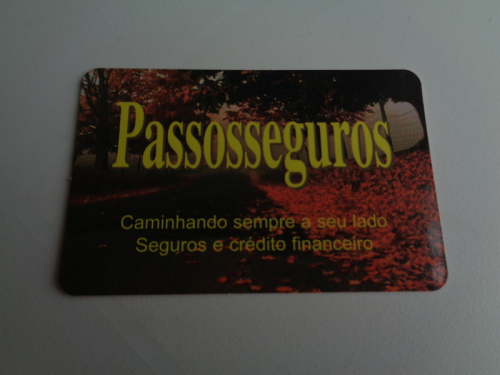 Passosseguros
Caminhando sempre a seu lado
Seguros e crédito financeiro